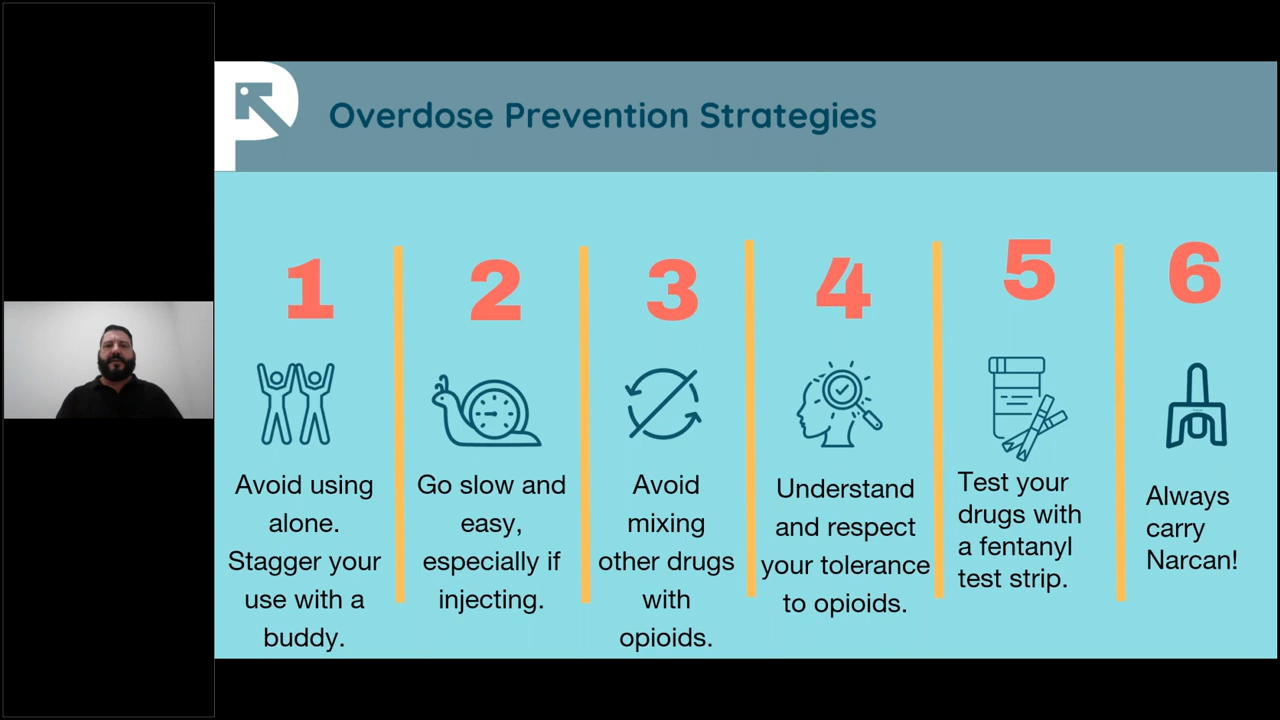 Overdose Prevention Strategies
1
Avoid using
alone.
Stagger your
use with a
buddy.
2
Go slow and
easy,
especially if
injecting.
3
Avoid
mixing
other drugs
with
opioids.
4
Understand
and respect
your tolerance
to opioids.
5
Test your
drugs with
a fentanyl
test strip.
6
Always
carry
Narcan!